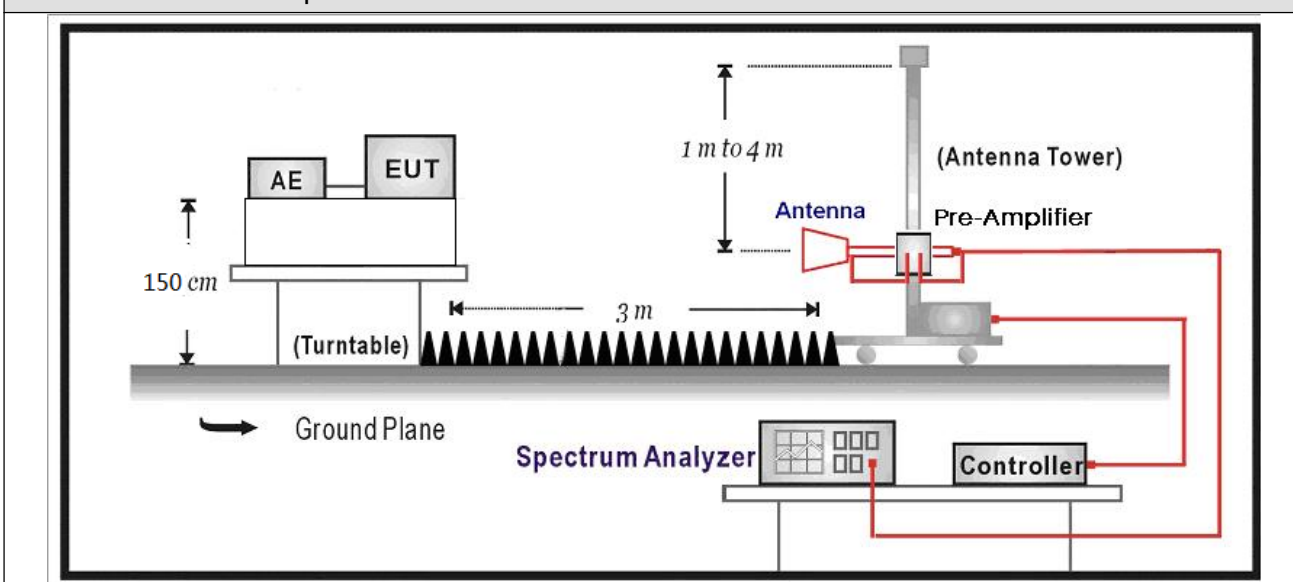 1 m to 4 m
(Antenna Tower)
EUT
AE
Antenna
Pre-Amplifier
150 cm
3 m
(Turntable)
Ground Plane
Spectrum Analyzer
Controller